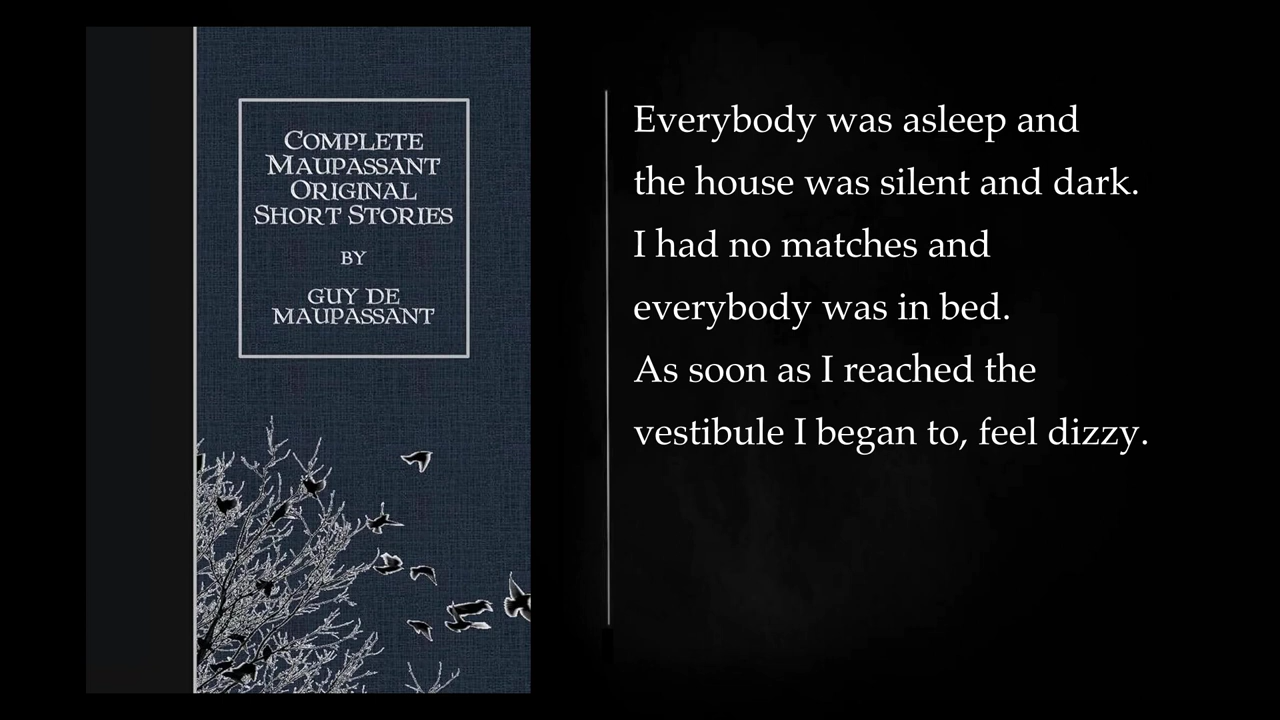 COMPLETE
MAUPASSANT
ORIGINAL
SHORT STORIES
BY
GUY DE
MAUPASSANT
Everybody was asleep and
the house was silent and dark.
I had no matches and
everybody was in bed.
As soon as I reached the
vestibule I began to, feel dizzy.